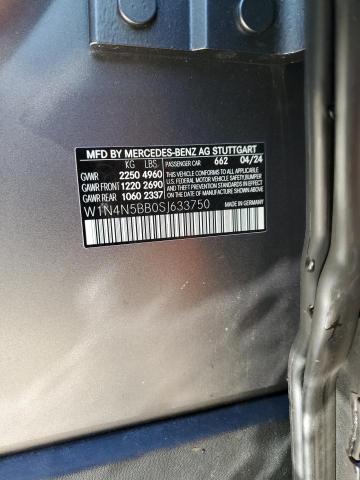 MFD BY MERCEDES-BENZ AG STUTTGART
KG LBS PASSENGER CAR 662 04/24
GAWR 2250 4960 THIS VEHICLE CONFORMS TO ALL
GAWR FRONT 1220 2690 APPLICABLE U.S. FEDERAL MOTOR
GAWR REAR 1060 2337 VEHICLE SAFETY, BUMPER,
AND THEFT PREVENTION
STANDARDS IN EFFECT ON THE
DATE OF MANUFACTURE SHOWN ABOVE
W1N4N5BB0SJ633750
MADE IN GERMANY